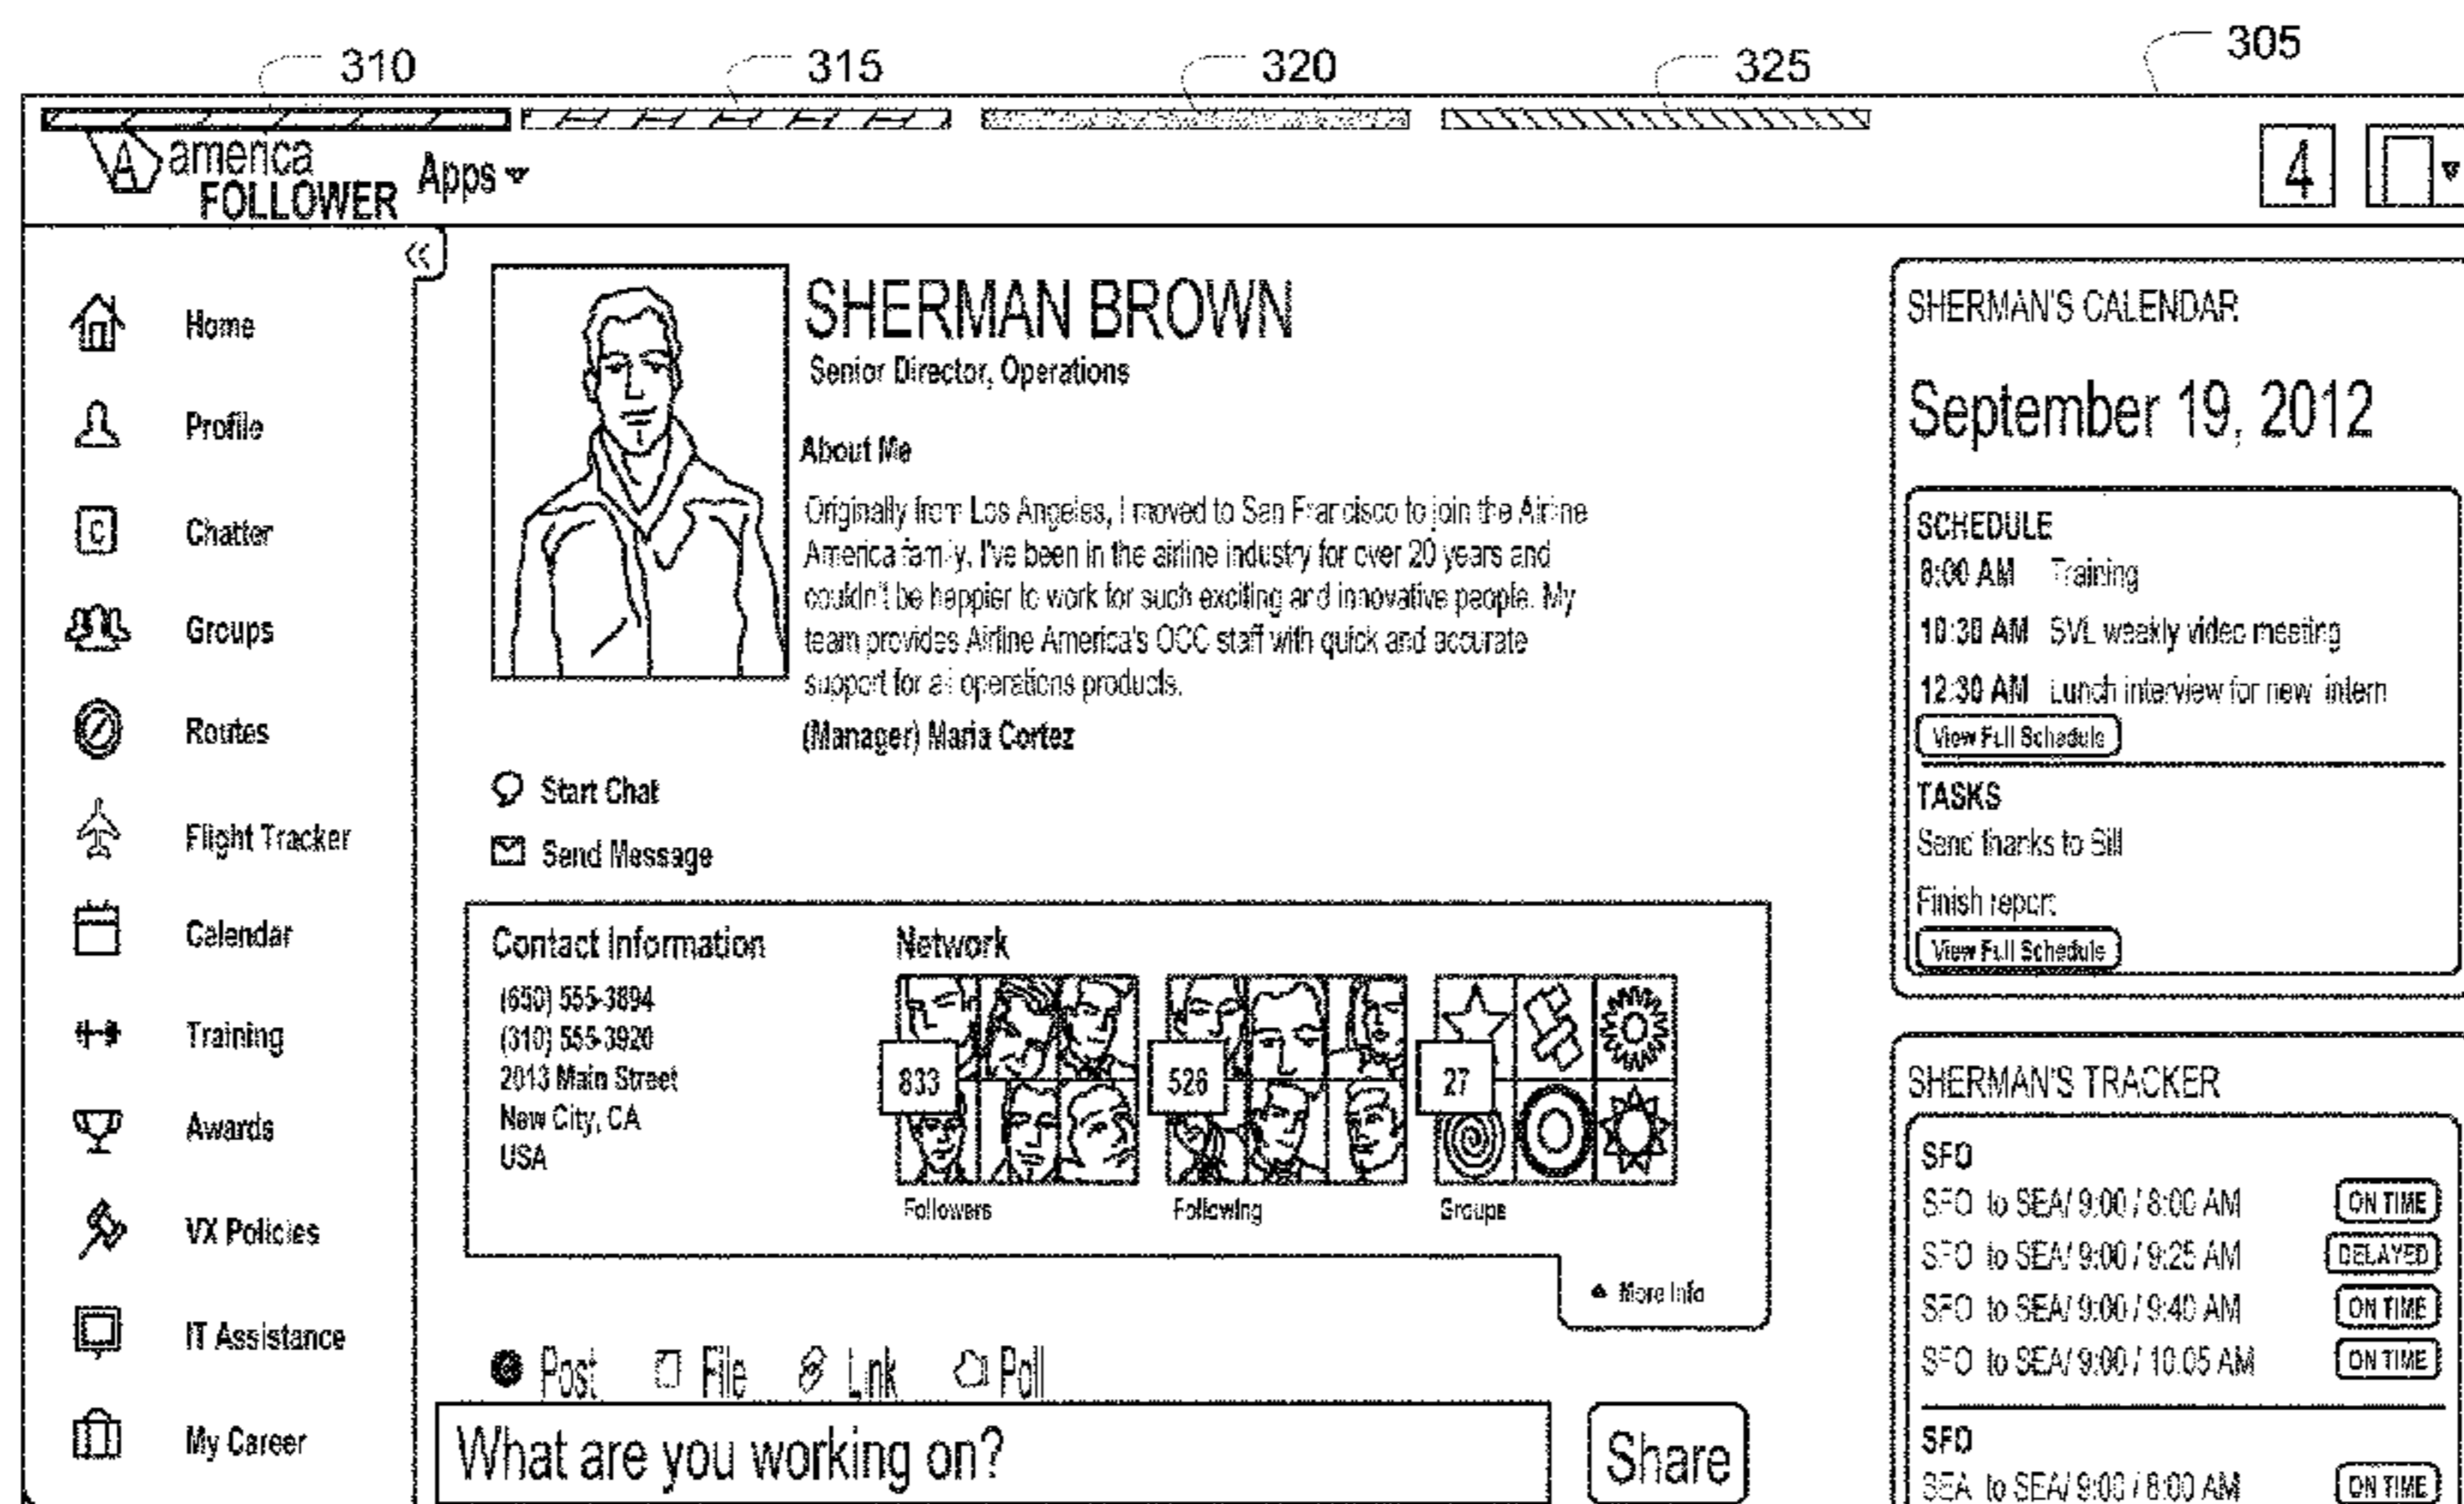 310
315
320
325
305
A america
FOLLOWER
Apps
4
Home
Profile
C Chatter
Groups
Routes
Flight Tracker
Calendar
Training
Awards
VX Policies
IT Assistance
My Career
SHERMAN BROWN
Senior Director, Operations
About Me
Originally from Los Angeles, I moved to San Francisco to join the Airline
America family. I've been in the airline industry for over 20 years and
couldn't be happier to work for such exciting and innovative people. My
team provides Airline America's OCC staff with quick and accurate
support for all operations products.
(Manager) Maria Cortez
Start Chat
Send Message
Contact Information
(650) 555-3894
(310) 555-3920
2013 Main Street
New City, CA
USA
Network
833
526
27
Followers
Following
Groups
More Info
Post
File
Link
Poll
What are you working on?
Share
SHERMAN'S CALENDAR
September 19, 2012
SCHEDULE
8:00 AM Training
10:30 AM SVL weekly video meeting
12:30 AM Lunch interview for new intern
View Full Schedule
TASKS
Send thanks to Bill
Finish report
View Full Schedule
SHERMAN'S TRACKER
SFO
SFO to SEA/ 9:00 / 8:00 AM ON TIME
SFO to SEA/ 9:00 / 9:25 AM DELAYED
SFO to SEA/ 9:00 / 9:40 AM ON TIME
SFO to SEA/ 9:00 / 10:05 AM ON TIME
SFO
SEA to SEA/ 9:00 / 8:00 AM ON TIME